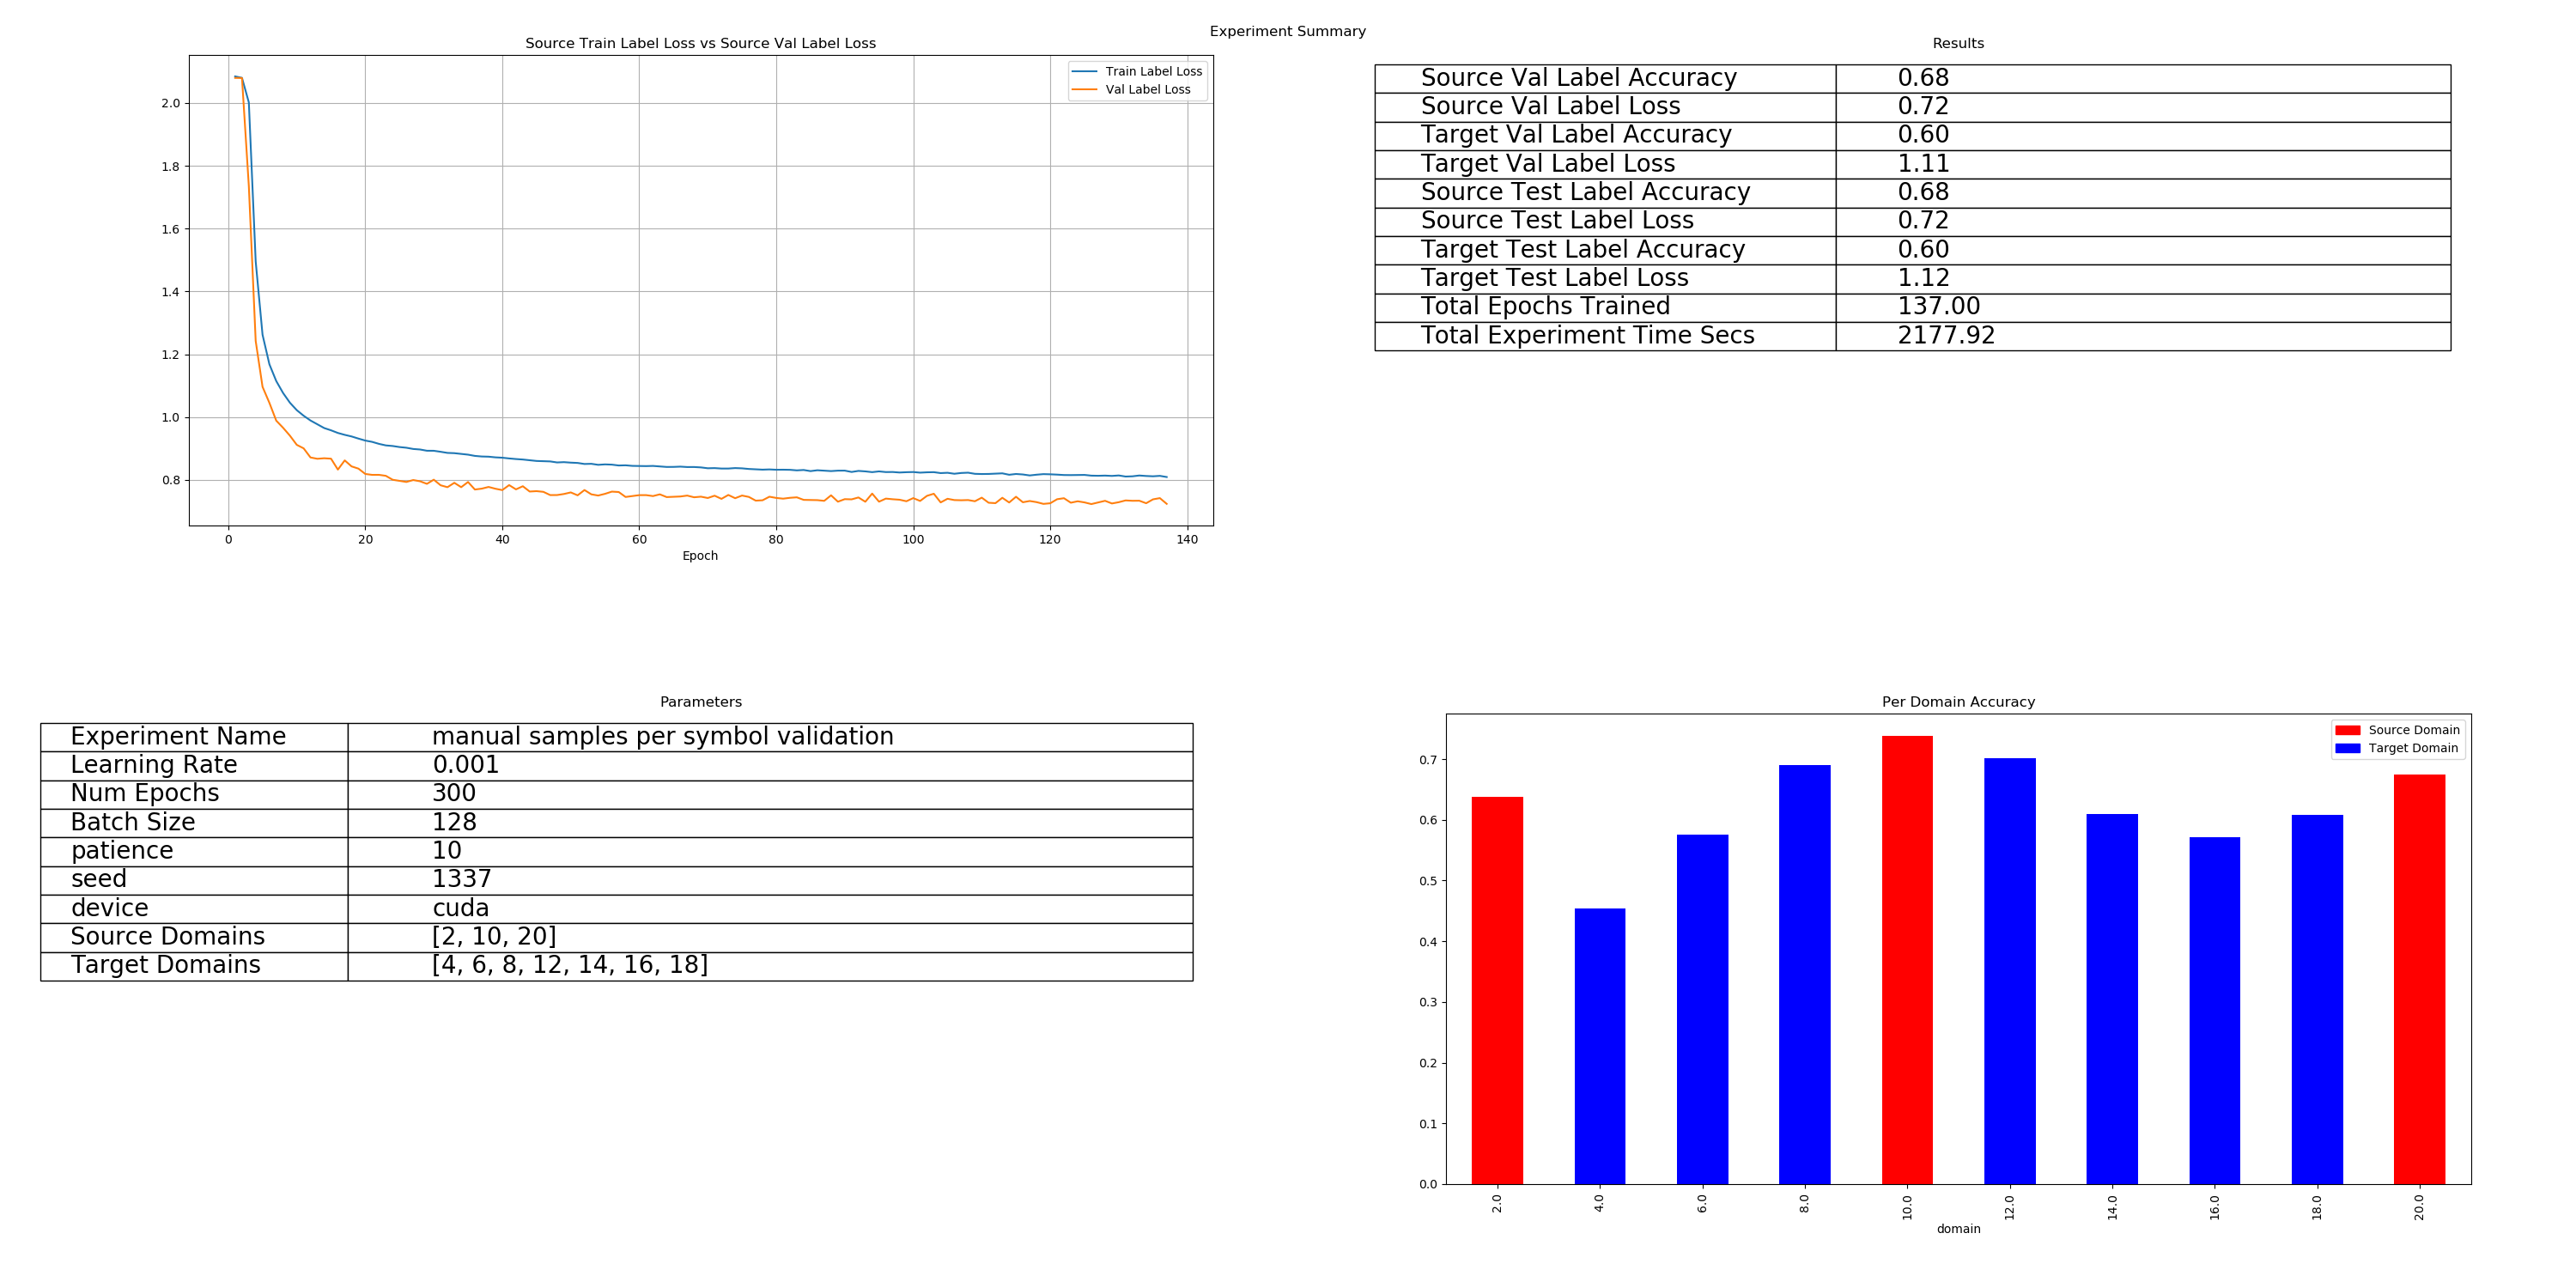 Experiment Summary
Source Train Label Loss vs Source Val Label Loss
Train Label Loss
Val Label Loss
2.0
1.8
1.6
1.4
1.2
1.0
0.8
0 20 40 60 80 100 120 140
Epoch
Results
Source Val Label Accuracy 0.68
Source Val Label Loss 0.72
Target Val Label Accuracy 0.60
Target Val Label Loss 1.11
Source Test Label Accuracy 0.68
Source Test Label Loss 0.72
Target Test Label Accuracy 0.60
Target Test Label Loss 1.12
Total Epochs Trained 137.00
Total Experiment Time Secs 2177.92
Parameters
Experiment Name manual samples per symbol validation
Learning Rate 0.001
Num Epochs 300
Batch Size 128
patience 10
seed 1337
device cuda
Source Domains [2, 10, 20]
Target Domains [4, 6, 8, 12, 14, 16, 18]
Per Domain Accuracy
Source Domain
Target Domain
0.7
0.6
0.5
0.4
0.3
0.2
0.1
0.0
2.0 4.0 6.0 8.0 10.0 12.0 14.0 16.0 18.0 20.0
domain